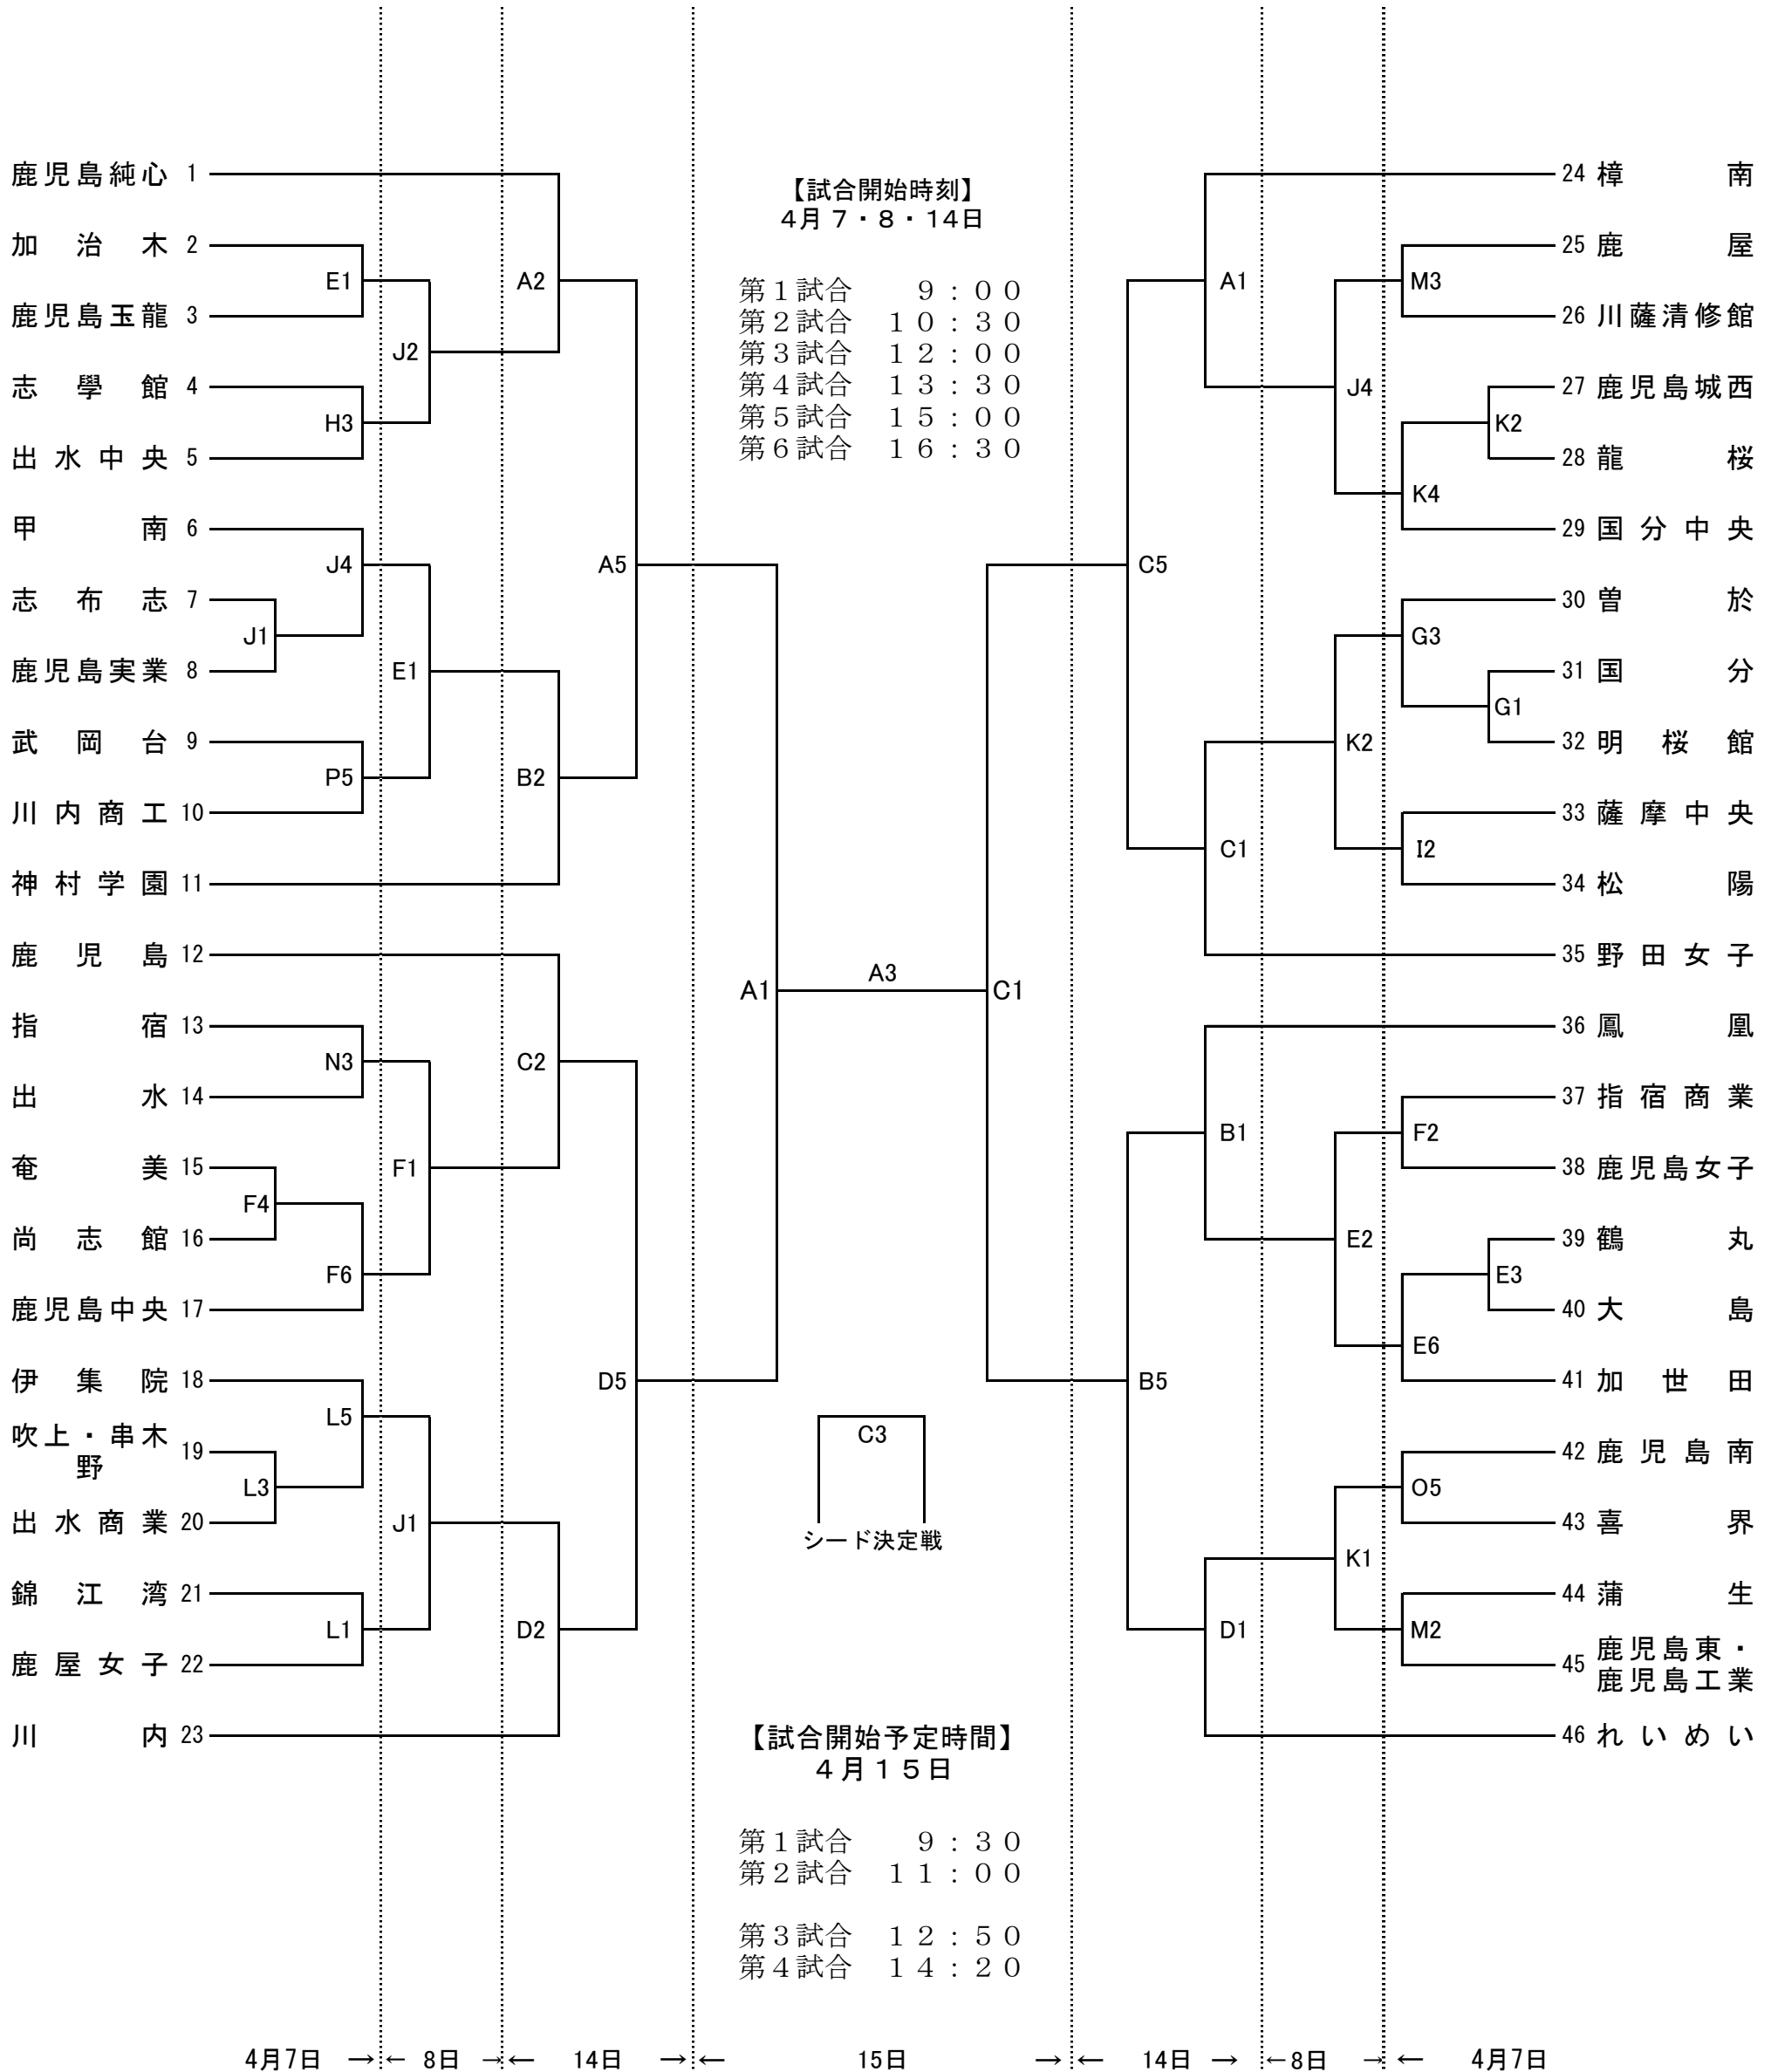 鹿児島純心 1
加治木 2
鹿児島玉龍 3
志學館 4
出水中央 5
甲南 6
志布志 7
鹿児島実業 8
武岡台 9
川内商工 10
神村学園 11
鹿児島 12
指宿 13
出水 14
奄美 15
尚志館 16
鹿児島中央 17
伊集院 18
吹上・串木
野
19
出水商業 20
錦江湾 21
鹿屋女子 22
川内 23
E1
H3
J4
J1
P5
N3
F4
F6
L5
L3
L1
J2
E1
F1
J1
A2
B2
C2
D2
A5
D5
A1
【試合開始時刻】
4月7・8・14日
第1試合 9:00
第2試合 10:30
第3試合 12:00
第4試合 13:30
第5試合 15:00
第6試合 16:30
A3
C3
シード決定戦
【試合開始予定時間】
4月15日
第1試合 9:30
第2試合 11:00
第3試合 12:50
第4試合 14:20
C1
C5
B5
A1
C1
B1
D1
J4
K2
E2
K1
M3
K2
K4
G3
G1
I2
F2
E3
E6
O5
M2
24 樟南
25 鹿屋
26 川薩清修館
27 鹿児島城西
28 龍桜
29 国分中央
30 曽於
31 国分
32 明桜館
33 薩摩中央
34 松陽
35 野田女子
36 鳳凰
37 指宿商業
38 鹿児島女子
39 鶴丸
40 大島
41 加世田
42 鹿児島南
43 喜界
44 蒲生
45 鹿児島東・
鹿児島工業
46 れいめい
4月7日 →← 8日 →← 14日 →← 15日 →← 14日 → ←8日 →← 4月7日